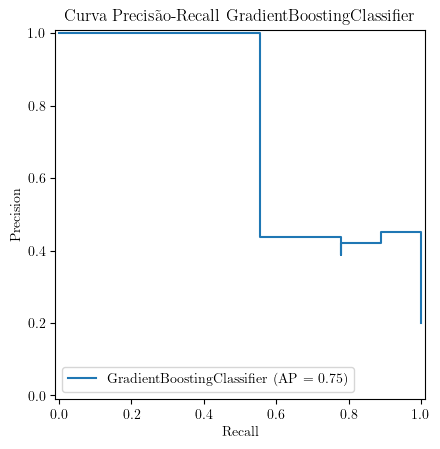 Curva Precisão-Recall GradientBoostingClassifier
1.0
0.8
0.6
0.4
0.2
0.0
Precision
GradientBoostingClassifier (AP = 0.75)
0.0 0.2 0.4 0.6 0.8 1.0
Recall